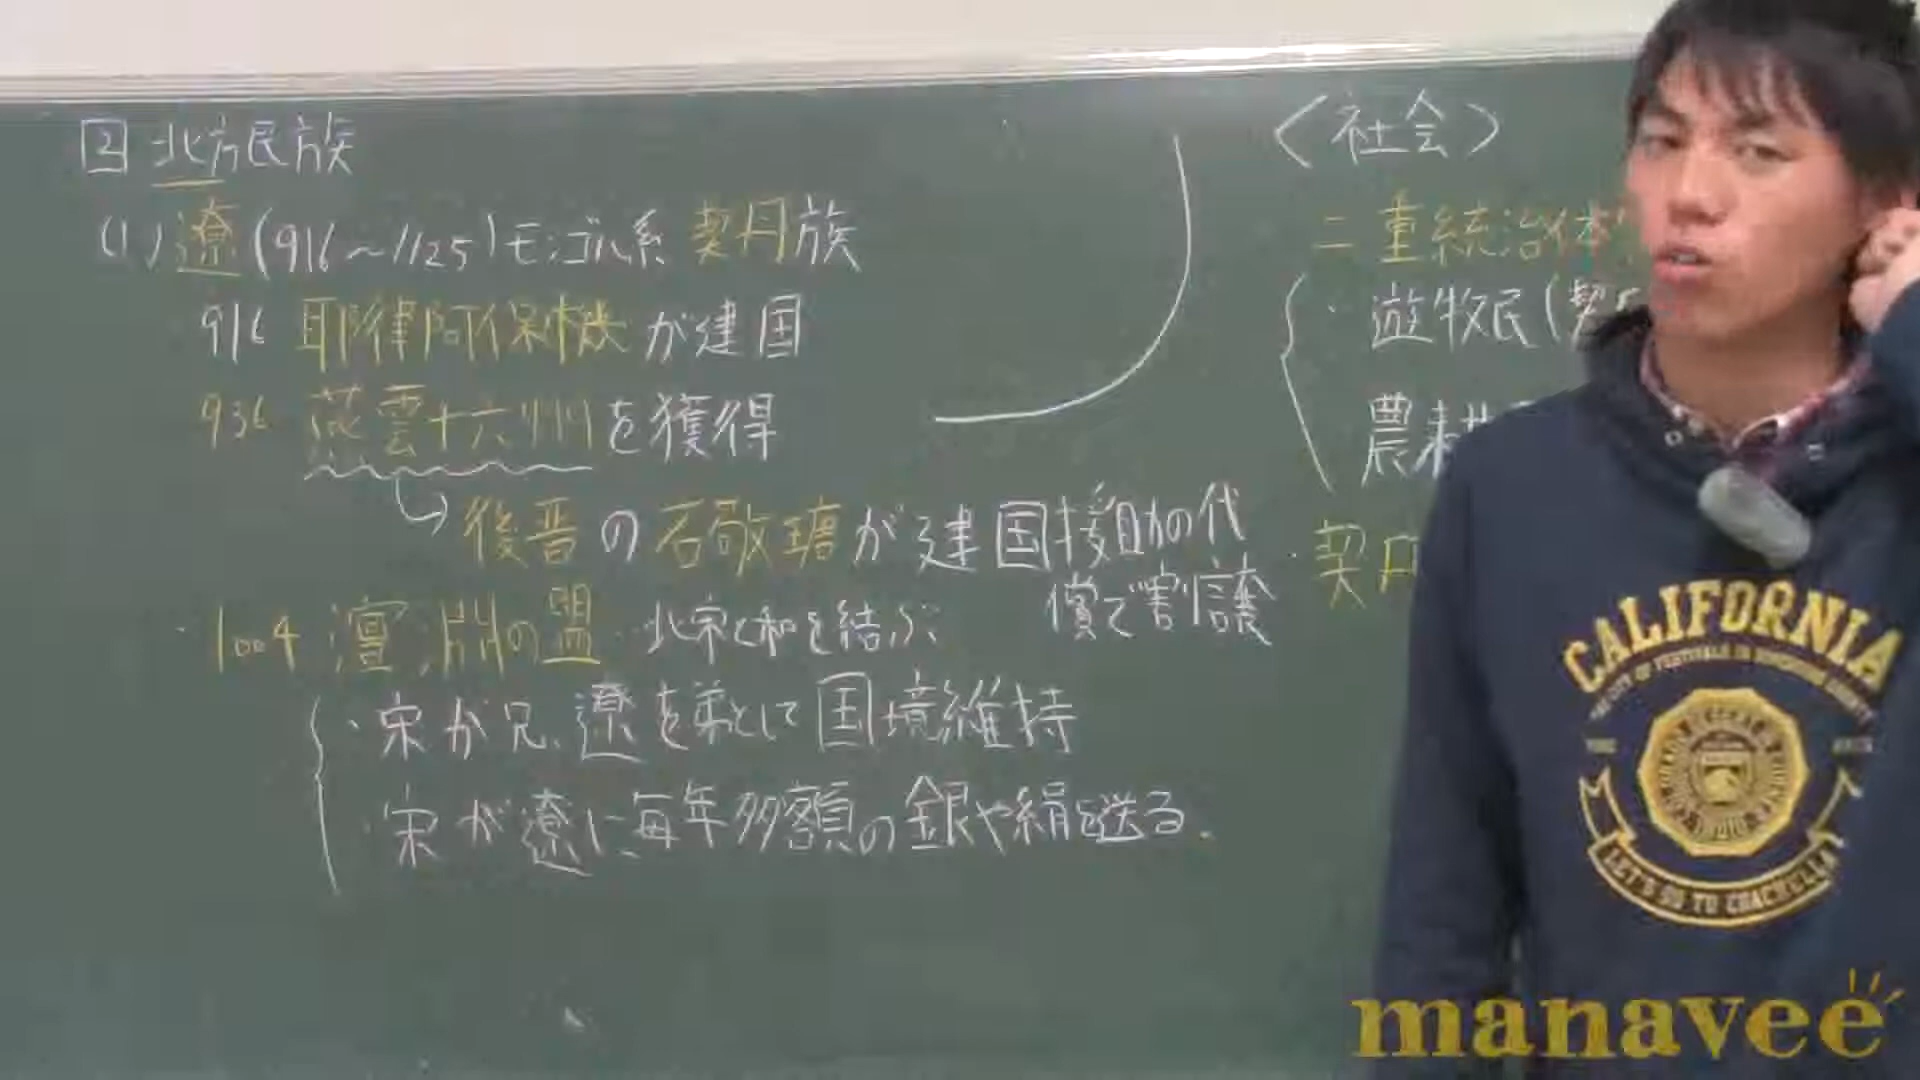 2 北方民族
(1) 遼 (916～1125) モンゴル系 契丹族
916 耶律阿保機 が建国
936 燕雲十六州を獲得
後晋の石敬瑭が建国援助の代
償で割譲
・1004 澶淵の盟…北宋と和を結ぶ
・宋が兄、遼を弟として国境維持
・宋が遼に毎年多額の銀や絹を送る.
〈社会〉
二重統治体
・遊牧民(契
農耕
・契丹
CALIFORNIA
LET'S GO TO COACHELLA
manavee